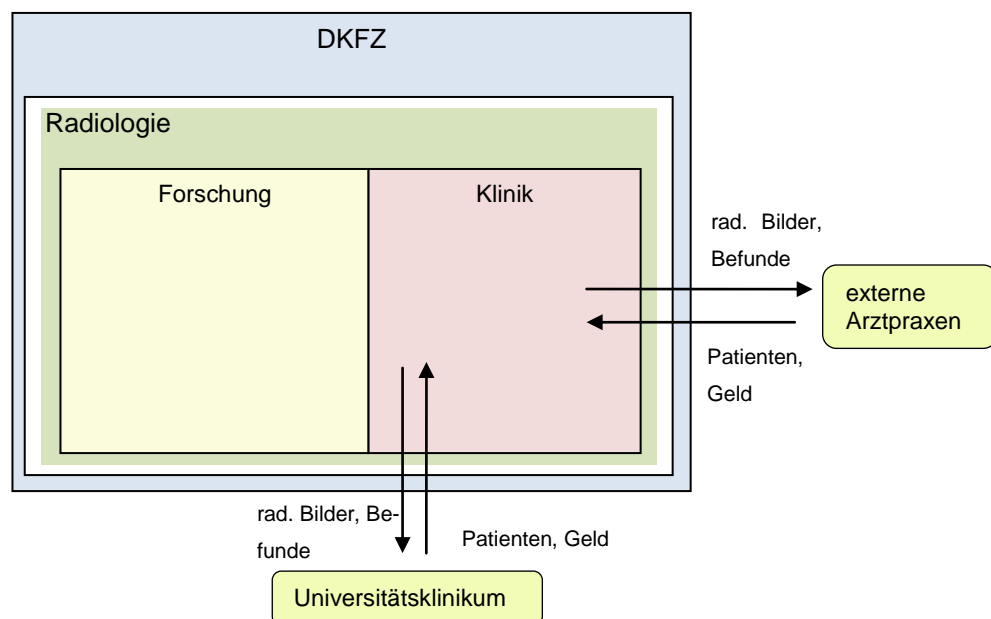 DKFZ
Radiologie
Forschung
Klinik
rad. Bilder,
Befunde
externe
Arztpraxen
Patienten,
Geld
rad. Bilder, Be-
funde
Patienten, Geld
Universitätsklinikum